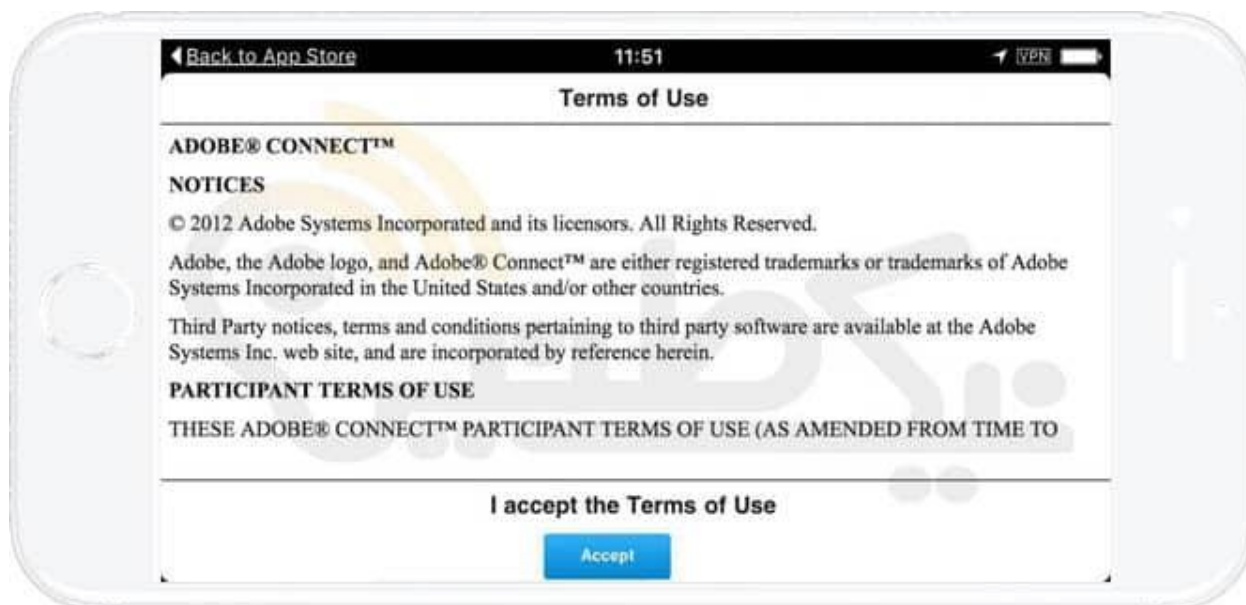 Back to App Store
11:51
VPN
Terms of Use
ADOBE® CONNECT™
NOTICES
© 2012 Adobe Systems Incorporated and its licensors. All Rights Reserved.
Adobe, the Adobe logo, and Adobe® Connect™ are either registered trademarks or trademarks of Adobe
Systems Incorporated in the United States and/or other countries.
Third Party notices, terms and conditions pertaining to third party software are available at the Adobe
Systems Inc. web site, and are incorporated by reference herein.
PARTICIPANT TERMS OF USE
THESE ADOBE® CONNECT™ PARTICIPANT TERMS OF USE (AS AMENDED FROM TIME TO
I accept the Terms of Use
Accept